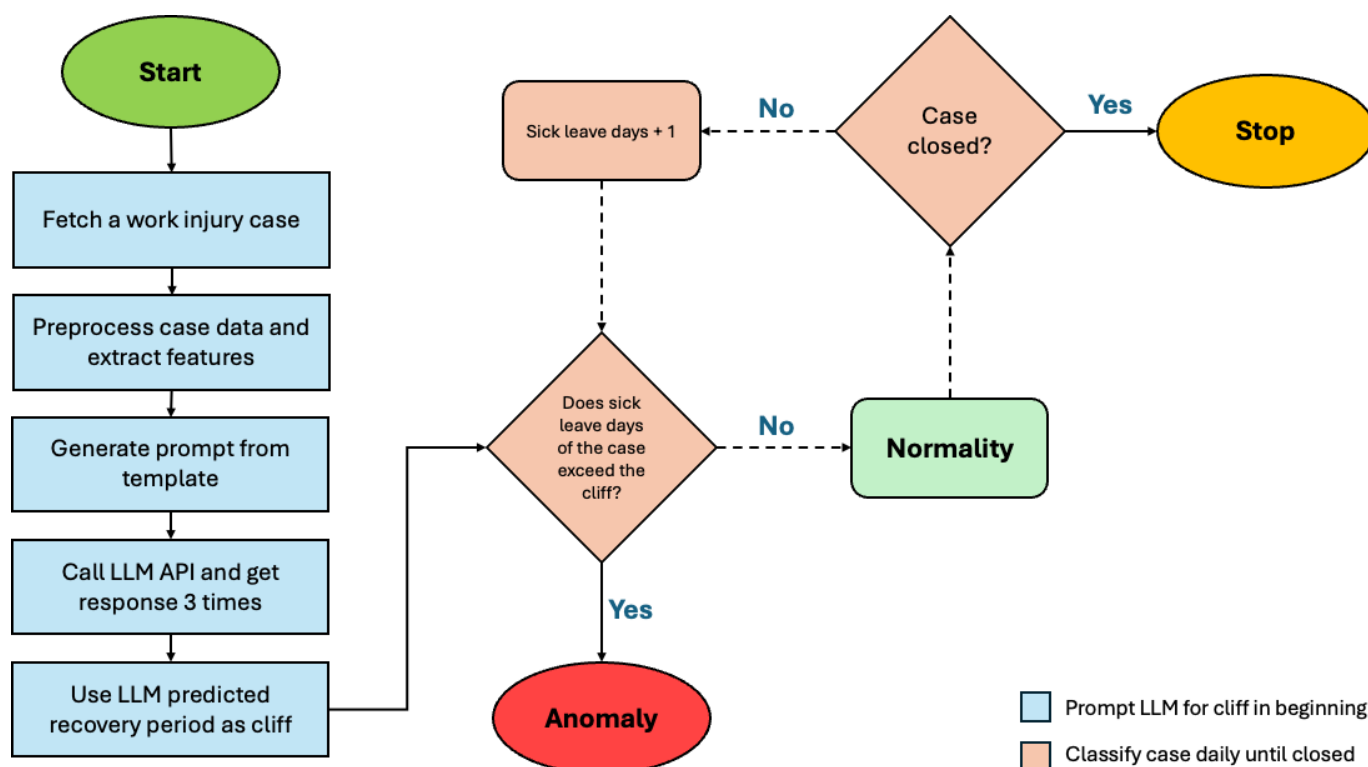 Start
Fetch a work injury case
Preprocess case data and
extract features
Generate prompt from
template
Call LLM API and get
response 3 times
Use LLM predicted
recovery period as cliff
Sick leave days + 1
No
Case
closed?
Yes
Stop
Does sick
leave days
of the case
exceed the
cliff?
No
Normality
Yes
Anomaly
Prompt LLM for cliff in beginning
Classify case daily until closed